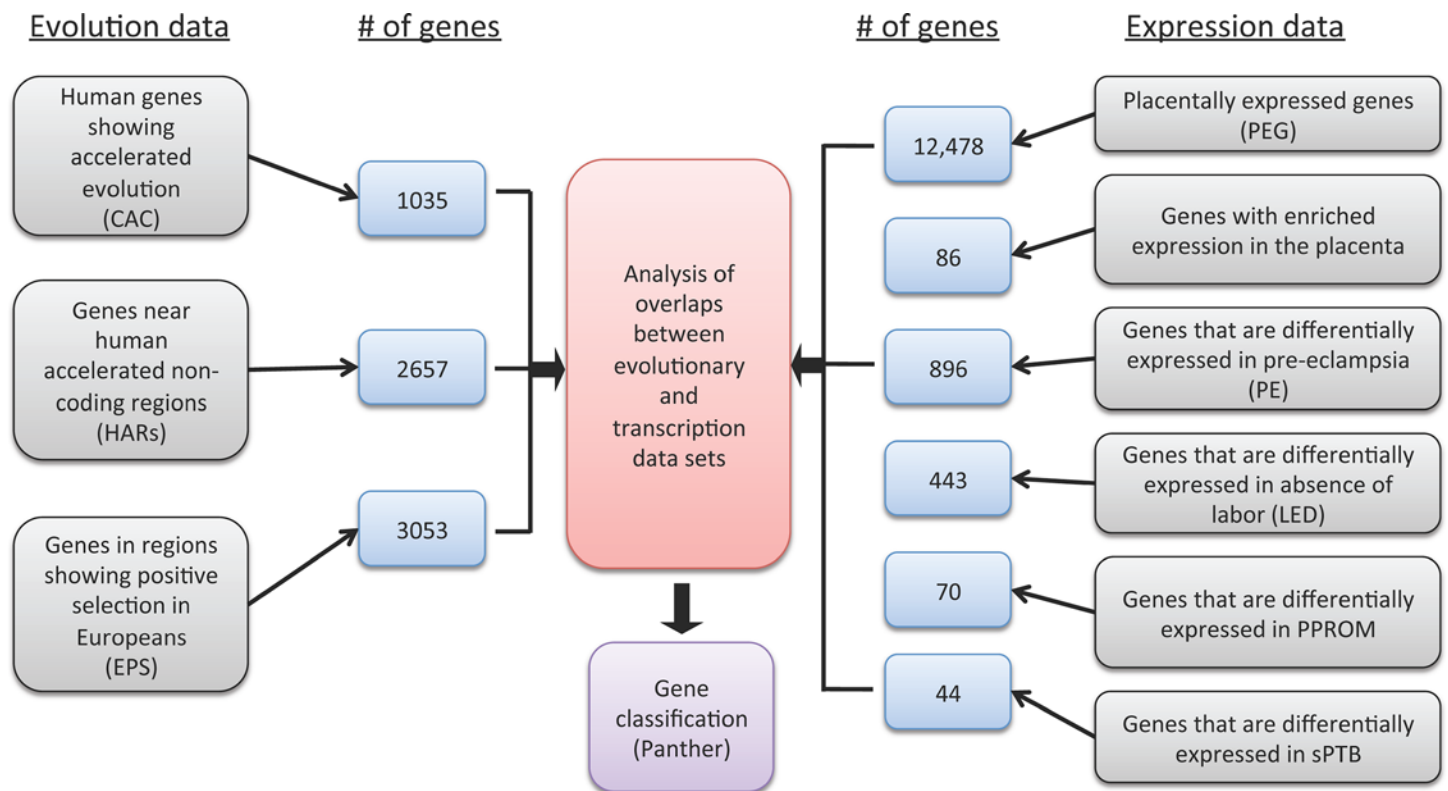 Evolution data
# of genes
# of genes
Expression data
Human genes
showing
accelerated
evolution
(CAC)
Genes near
human
accelerated non-
coding regions
(HARs)
Genes in regions
showing positive
selection in
Europeans
(EPS)
1035
2657
3053
Analysis of
overlaps
between
evolutionary
and
transcription
data sets
Gene
classification
(Panther)
12,478
86
896
443
70
44
Placentally expressed genes
(PEG)
Genes with enriched
expression in the placenta
Genes that are differentially
expressed in pre-eclampsia
(PE)
Genes that are differentially
expressed in absence of
labor (LED)
Genes that are differentially
expressed in PPROM
Genes that are differentially
expressed in sPTB